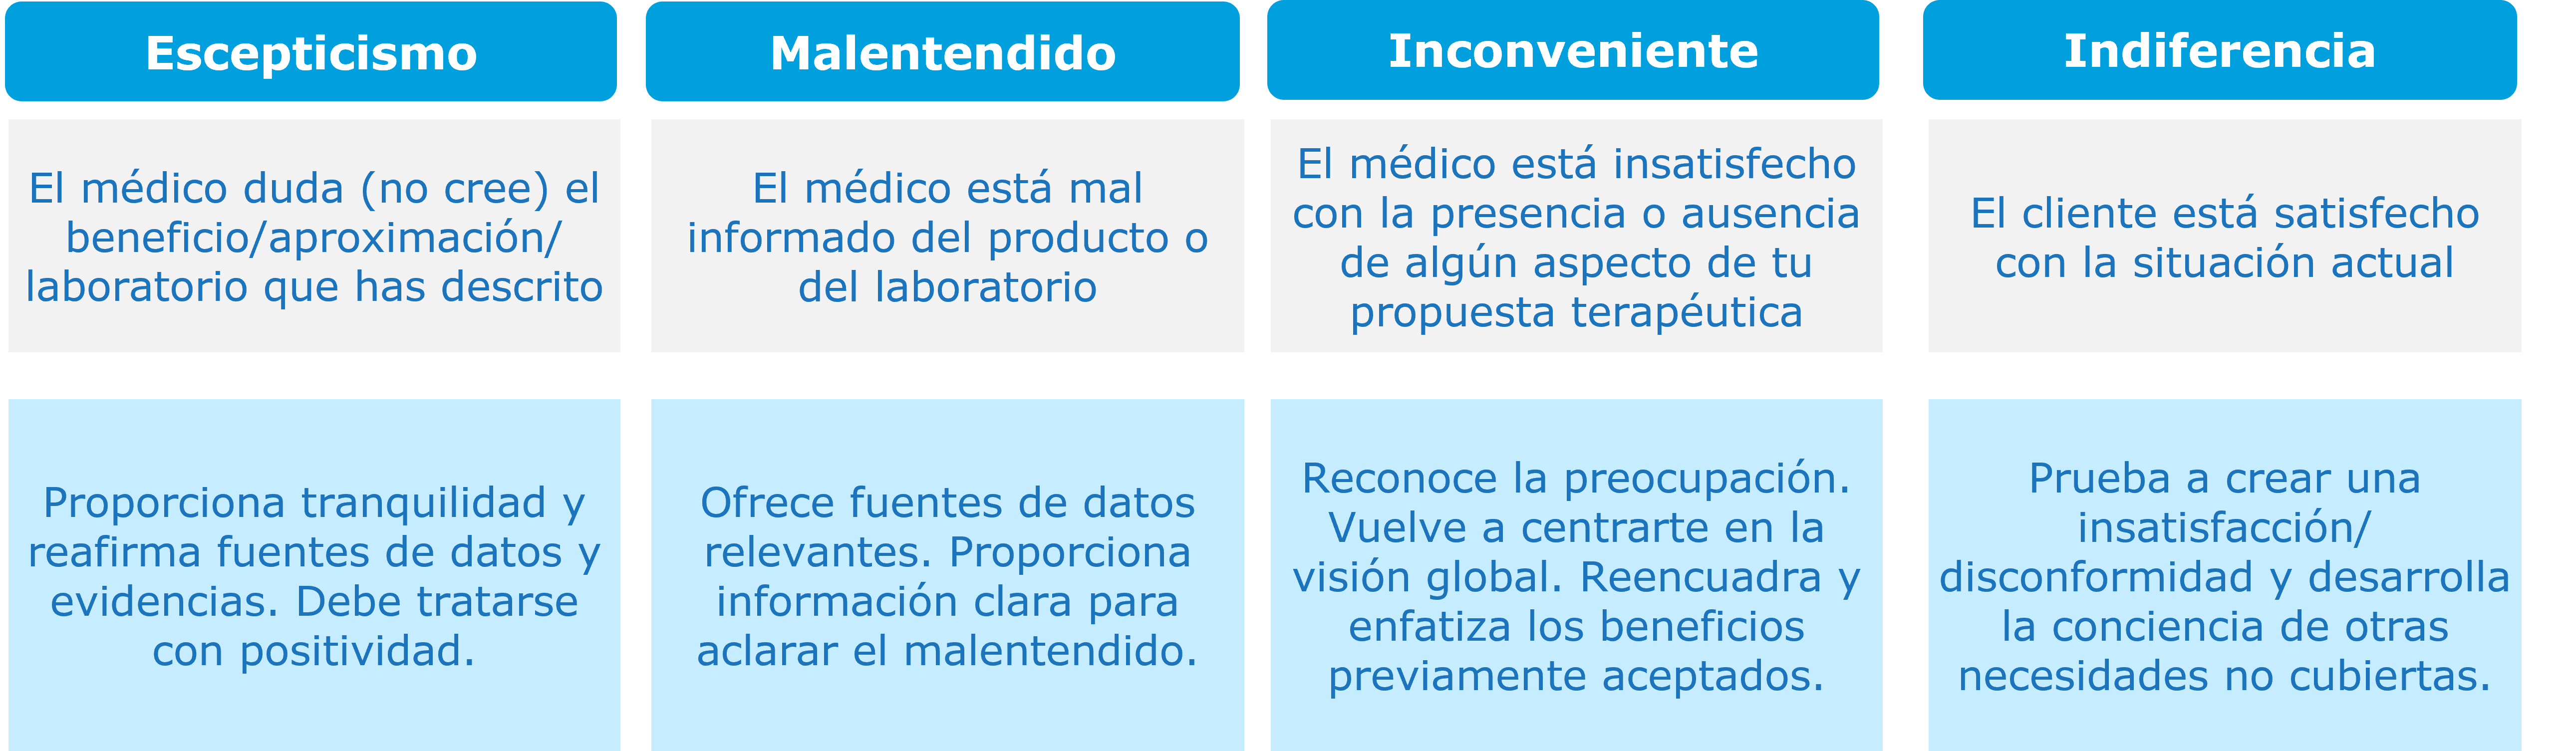 Escepticismo
El médico duda (no cree) el
beneficio/aproximación/
laboratorio que has descrito
Proporciona tranquilidad y
reafirma fuentes de datos y
evidencias. Debe tratarse
con positividad.
Malentendido
El médico está mal
informado del producto o
del laboratorio
Ofrece fuentes de datos
relevantes. Proporciona
información clara para
aclarar el malentendido.
Inconveniente
El médico está insatisfecho
con la presencia o ausencia
de algún aspecto de tu
propuesta terapéutica
Reconoce la preocupación.
Vuelve a centrarte en la
visión global. Reencuadra y
enfatiza los beneficios
previamente aceptados.
Indiferencia
El cliente está satisfecho
con la situación actual
Prueba a crear una
insatisfacción/
disconformidad y desarrolla
la conciencia de otras
necesidades no cubiertas.